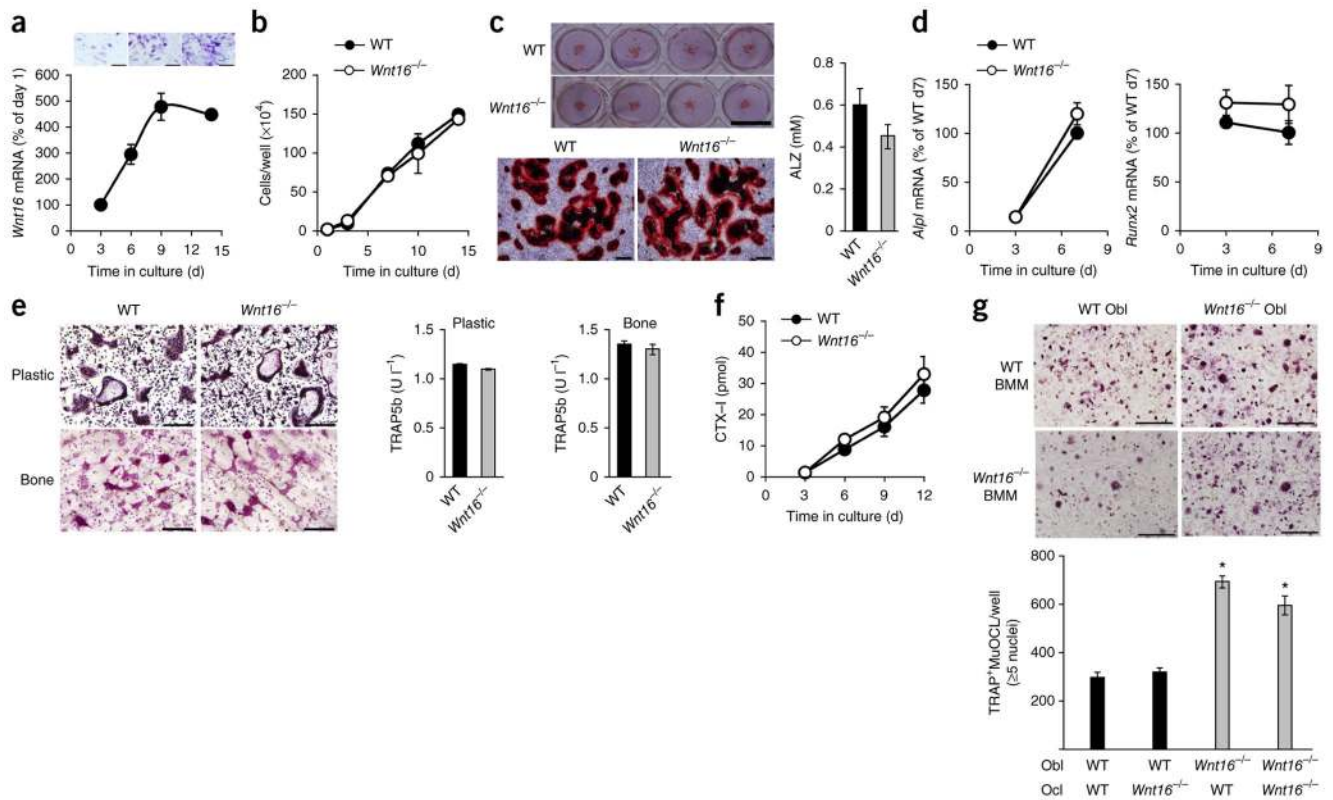 a
Wnt16 mRNA (% of day 1)
600
500
400
300
200
100
0
0 3 6 9 12 15
Time in culture (d)
b
WT
Wnt16–/–
Cells/well (×10⁴)
200
150
100
50
0
0 5 10 15
Time in culture (d)
c
WT
Wnt16–/–
WT Wnt16–/–
ALZ (mM)
0.8
0.6
0.4
0.2
0
WT
Wnt16–/–
d
WT
Wnt16–/–
Alpl mRNA (% of WT d7)
200
150
100
50
0
0 3 6 9
Time in culture (d)
Runx2 mRNA (% of WT d7)
200
150
100
50
0
0 3 6 9
Time in culture (d)
e
WT Wnt16–/–
Plastic
Bone
Plastic
TRAP5b (U l⁻¹)
1.5
1.0
0.5
0
WT
Wnt16–/–
Bone
TRAP5b (U l⁻¹)
1.5
1.0
0.5
0
WT
Wnt16–/–
f
WT
Wnt16–/–
CTX–I (pmol)
50
40
30
20
10
0
0 3 6 9 12
Time in culture (d)
g
WT Obl Wnt16–/– Obl
WT
BMM
Wnt16–/–
BMM
TRAP⁺MuOCL/well
(≥5 nuclei)
800
600
400
200
* *
Obl WT WT Wnt16–/– Wnt16–/–
Ocl WT Wnt16–/– WT Wnt16–/–